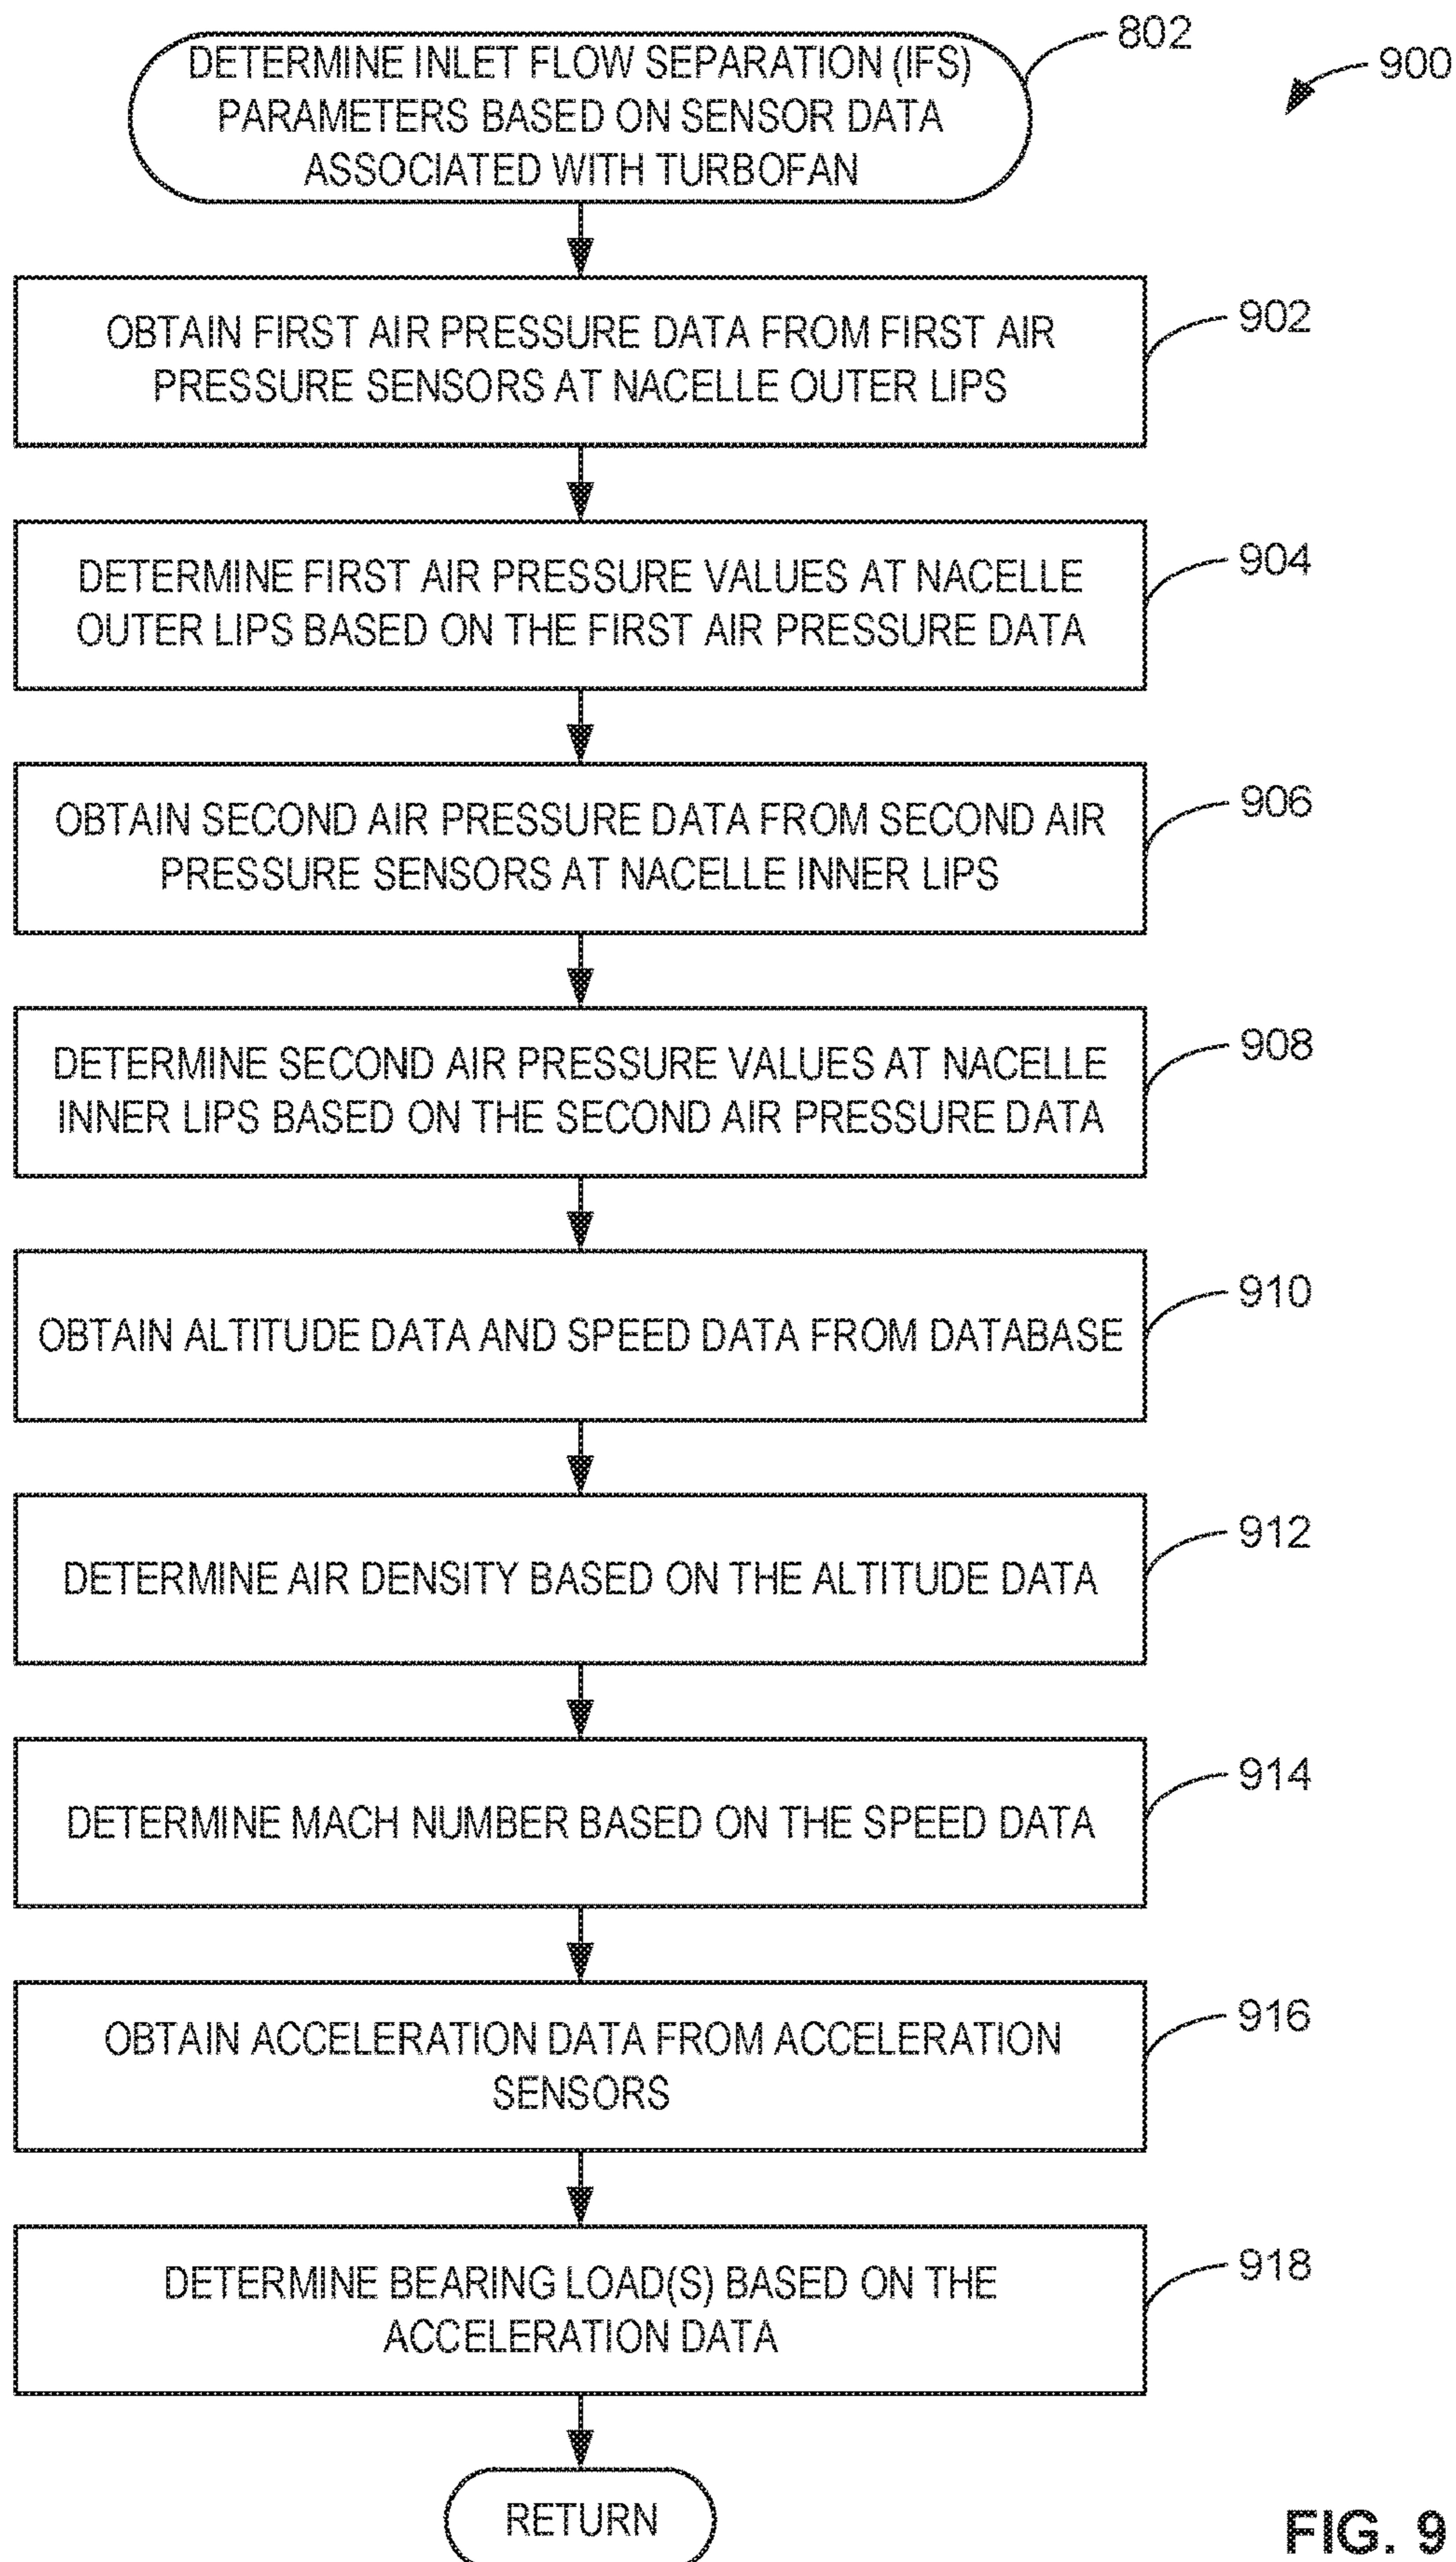 802
900
DETERMINE INLET FLOW SEPARATION (IFS)
PARAMETERS BASED ON SENSOR DATA
ASSOCIATED WITH TURBOFAN
902
OBTAIN FIRST AIR PRESSURE DATA FROM FIRST AIR
PRESSURE SENSORS AT NACELLE OUTER LIPS
904
DETERMINE FIRST AIR PRESSURE VALUES AT NACELLE
OUTER LIPS BASED ON THE FIRST AIR PRESSURE DATA
906
OBTAIN SECOND AIR PRESSURE DATA FROM SECOND AIR
PRESSURE SENSORS AT NACELLE INNER LIPS
908
DETERMINE SECOND AIR PRESSURE VALUES AT NACELLE
INNER LIPS BASED ON THE SECOND AIR PRESSURE DATA
910
OBTAIN ALTITUDE DATA AND SPEED DATA FROM DATABASE
912
DETERMINE AIR DENSITY BASED ON THE ALTITUDE DATA
914
DETERMINE MACH NUMBER BASED ON THE SPEED DATA
916
OBTAIN ACCELERATION DATA FROM ACCELERATION
SENSORS
918
DETERMINE BEARING LOAD(S) BASED ON THE
ACCELERATION DATA
RETURN
FIG. 9